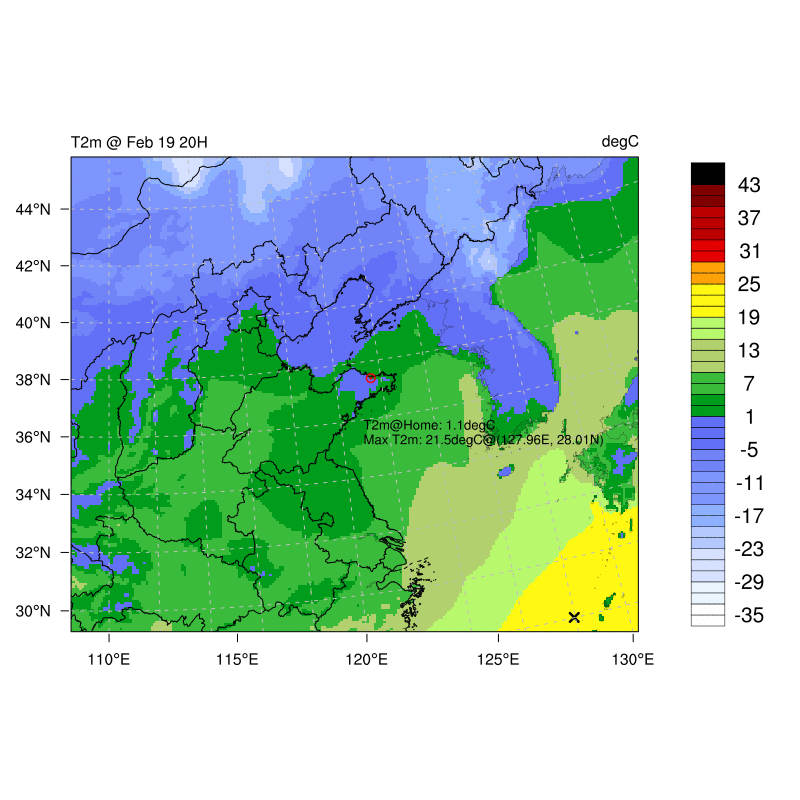 T2m @ Feb 19 20H
degC
44°N
42°N
40°N
38°N
36°N
34°N
32°N
30°N
110°E
115°E
120°E
125°E
130°E
T2m@Home: 1.1degC
Max T2m: 21.5degC@(127.96E, 28.01N)
43
37
31
25
19
13
7
1
-5
-11
-17
-23
-29
-35